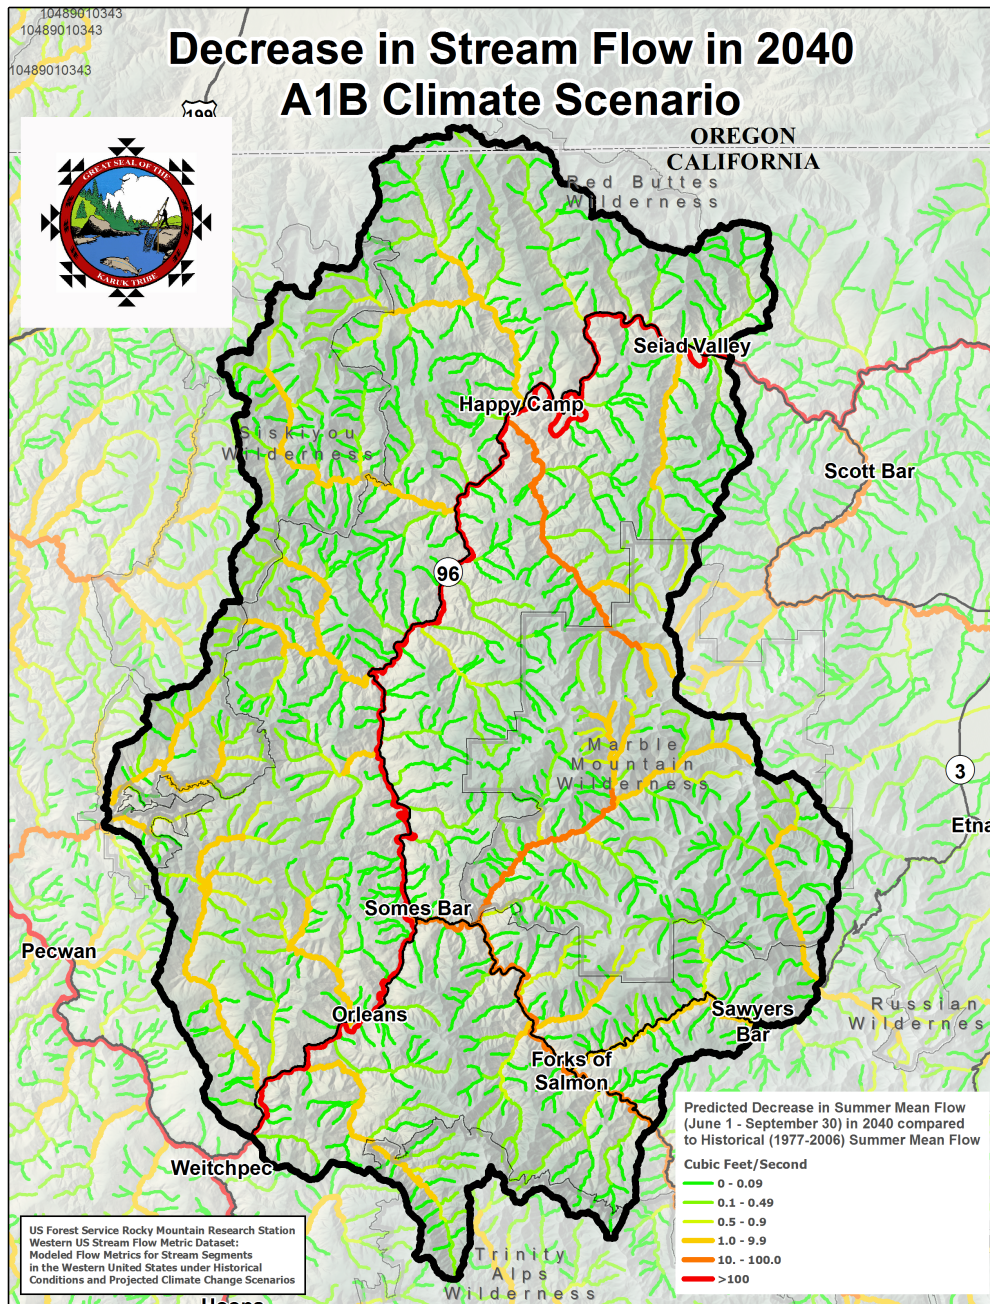 10489010343
10489010343
10489010343
Decrease in Stream Flow in 2040
A1B Climate Scenario
199
OREGON
CALIFORNIA
GREAT SEAL OF THE
KARUK TRIBE
Red Buttes
Wilderness
Seiad Valley
Happy Camp
Siskiyou
Wilderness
Scott Bar
96
Marble
Mountain
Wilderness
3
Etna
Somes Bar
Pecwan
Orleans
Sawyers
Bar
Russian
Wildernes
Forks of
Salmon
Weitchpec
Trinity
Alps
Wilderness
Predicted Decrease in Summer Mean Flow
(June 1 - September 30) in 2040 compared
to Historical (1977-2006) Summer Mean Flow
Cubic Feet/Second
0 - 0.09
0.1 - 0.49
0.5 - 0.9
1.0 - 9.9
10. - 100.0
>100
US Forest Service Rocky Mountain Research Station
Western US Stream Flow Metric Dataset:
Modeled Flow Metrics for Stream Segments
in the Western United States under Historical
Conditions and Projected Climate Change Scenarios